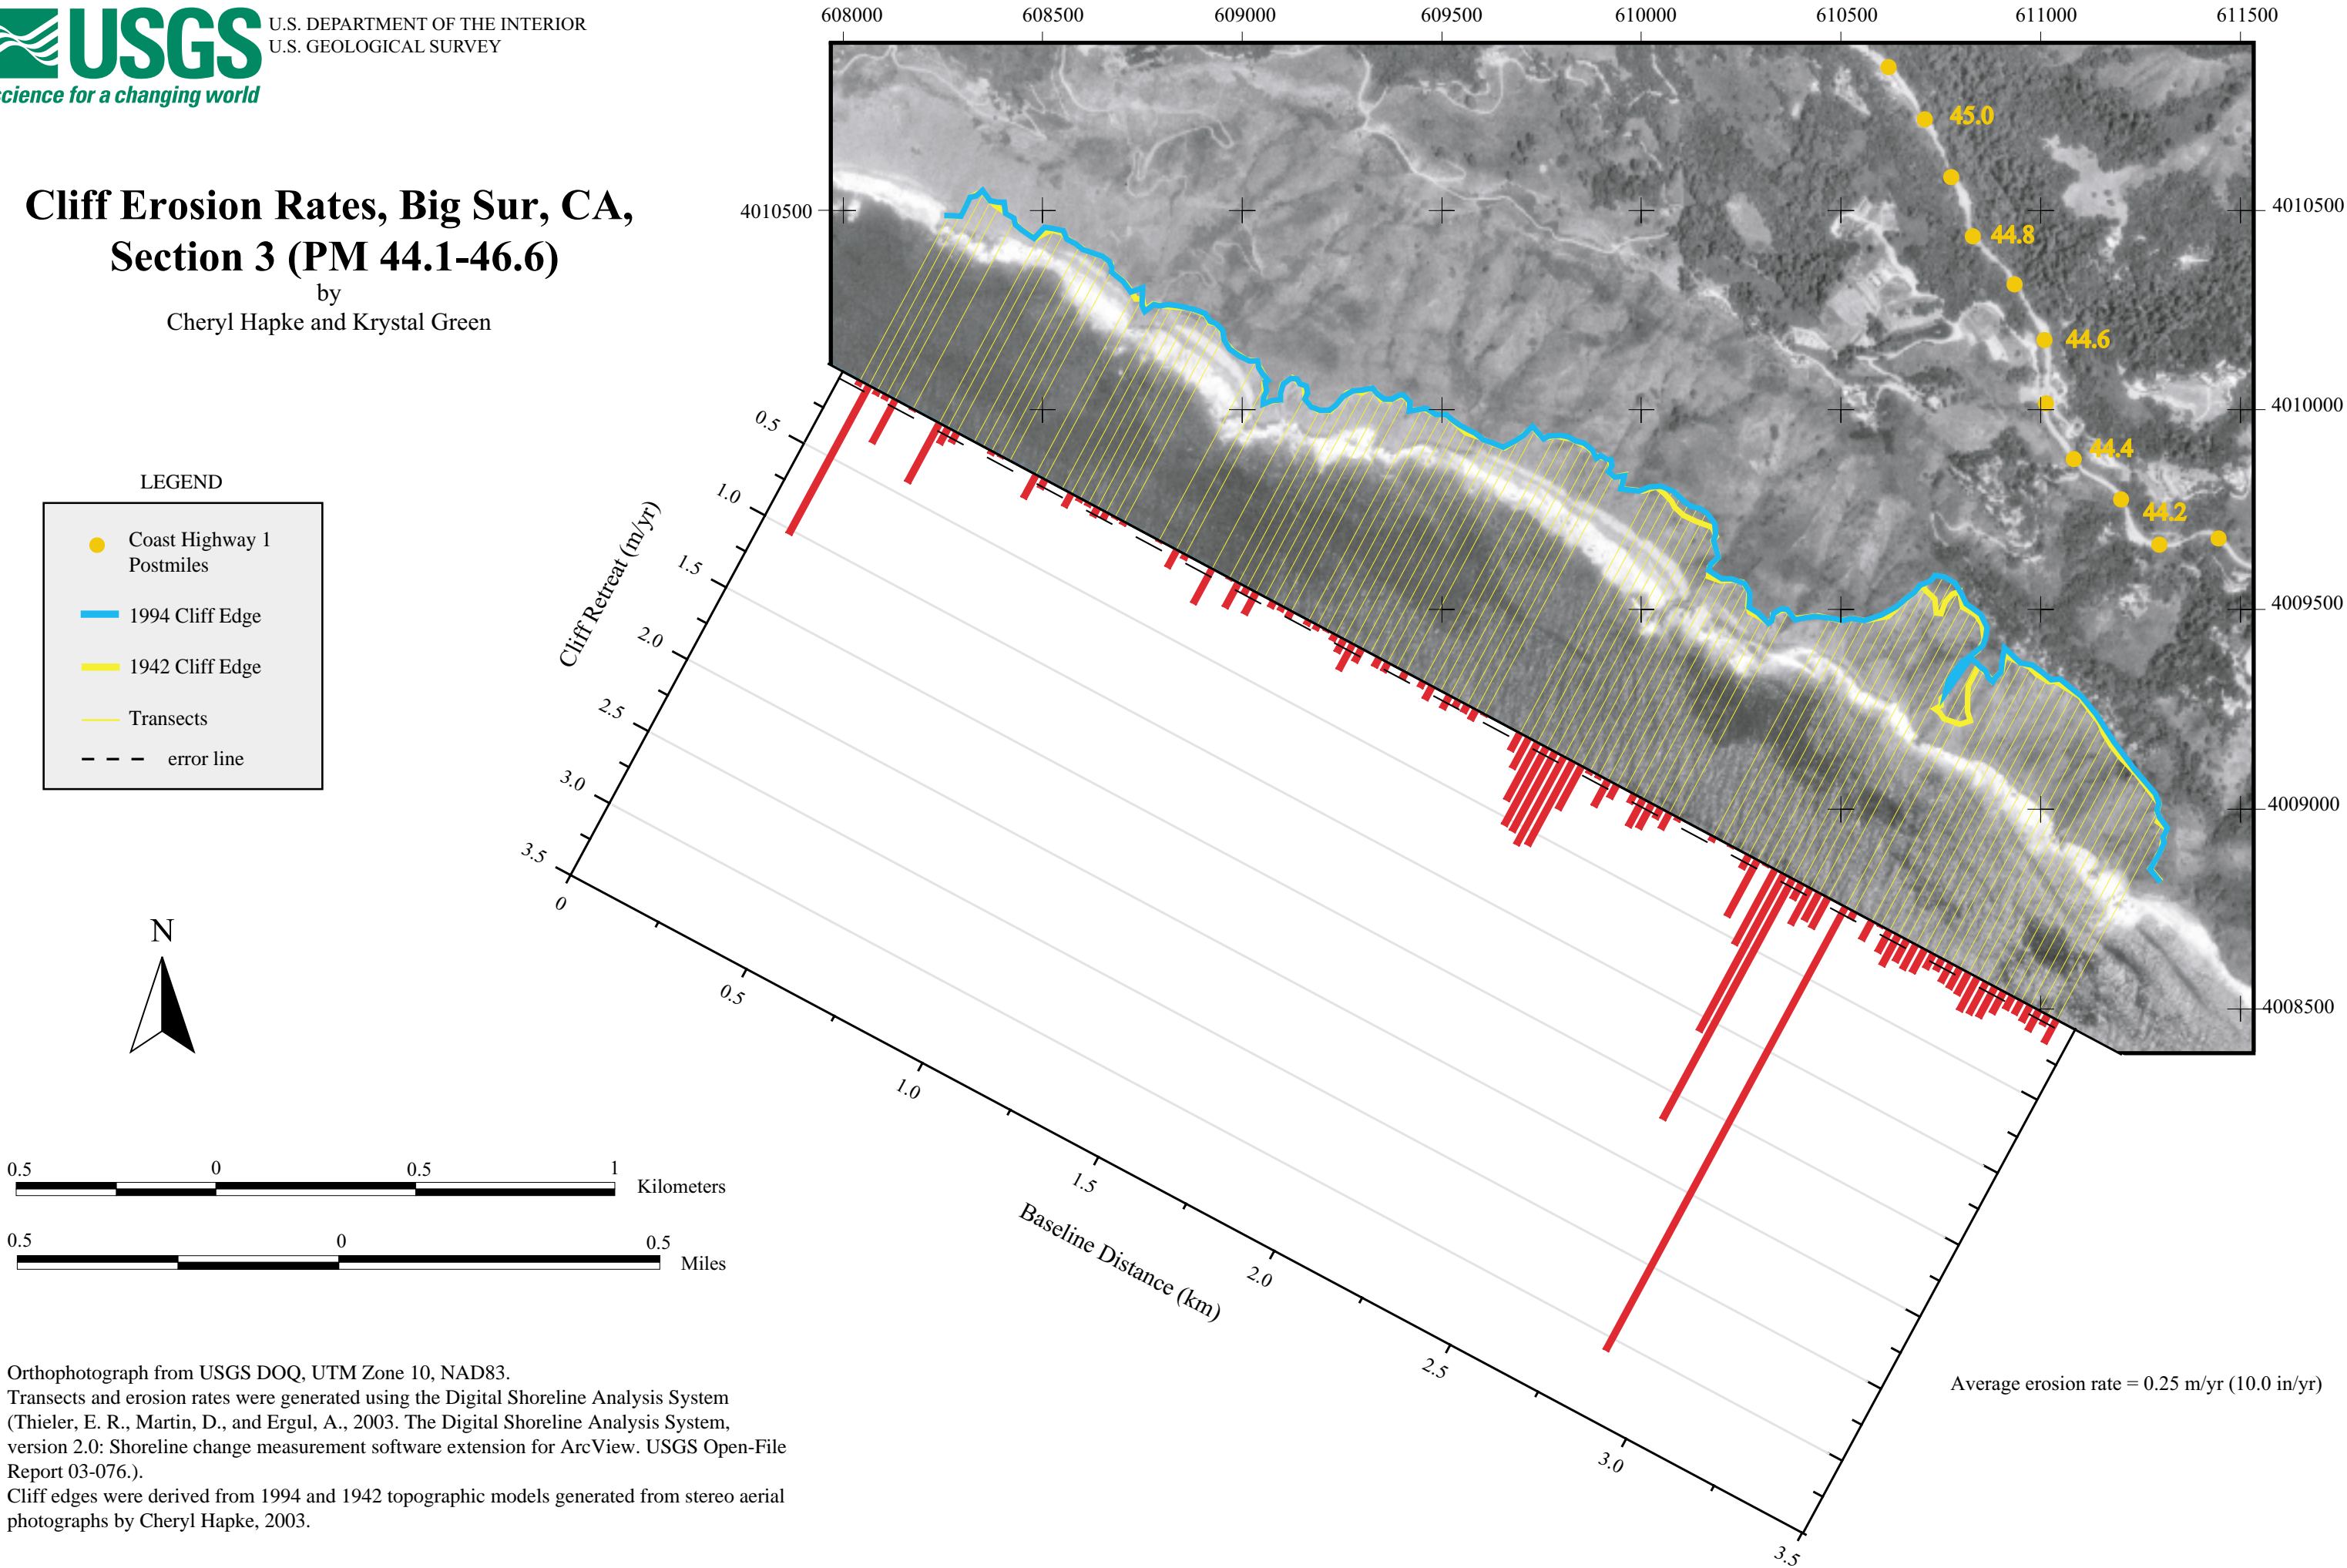 USGS
science for a changing world
U.S. DEPARTMENT OF THE INTERIOR
U.S. GEOLOGICAL SURVEY
Cliff Erosion Rates, Big Sur, CA,
Section 3 (PM 44.1-46.6)
by
Cheryl Hapke and Krystal Green
LEGEND
Coast Highway 1
Postmiles
1994 Cliff Edge
1942 Cliff Edge
Transects
error line
N
0.5 0 0.5 1
Kilometers
0.5 0 0.5
Miles
608000 608500 609000 609500 610000 610500 611000 611500
4010500
4010500
4010000
4009500
4009000
4008500
45.0
44.8
44.6
44.4
44.2
Cliff Retreat (m/yr)
0.5
1.0
1.5
2.0
2.5
3.0
3.5
0
0.5
1.0
1.5
2.0
2.5
3.0
3.5
Baseline Distance (km)
Average erosion rate = 0.25 m/yr (10.0 in/yr)
Orthophotograph from USGS DOQ, UTM Zone 10, NAD83.
Transects and erosion rates were generated using the Digital Shoreline Analysis System
(Thieler, E. R., Martin, D., and Ergul, A., 2003. The Digital Shoreline Analysis System,
version 2.0: Shoreline change measurement software extension for ArcView. USGS Open-File
Report 03-076.).
Cliff edges were derived from 1994 and 1942 topographic models generated from stereo aerial
photographs by Cheryl Hapke, 2003.